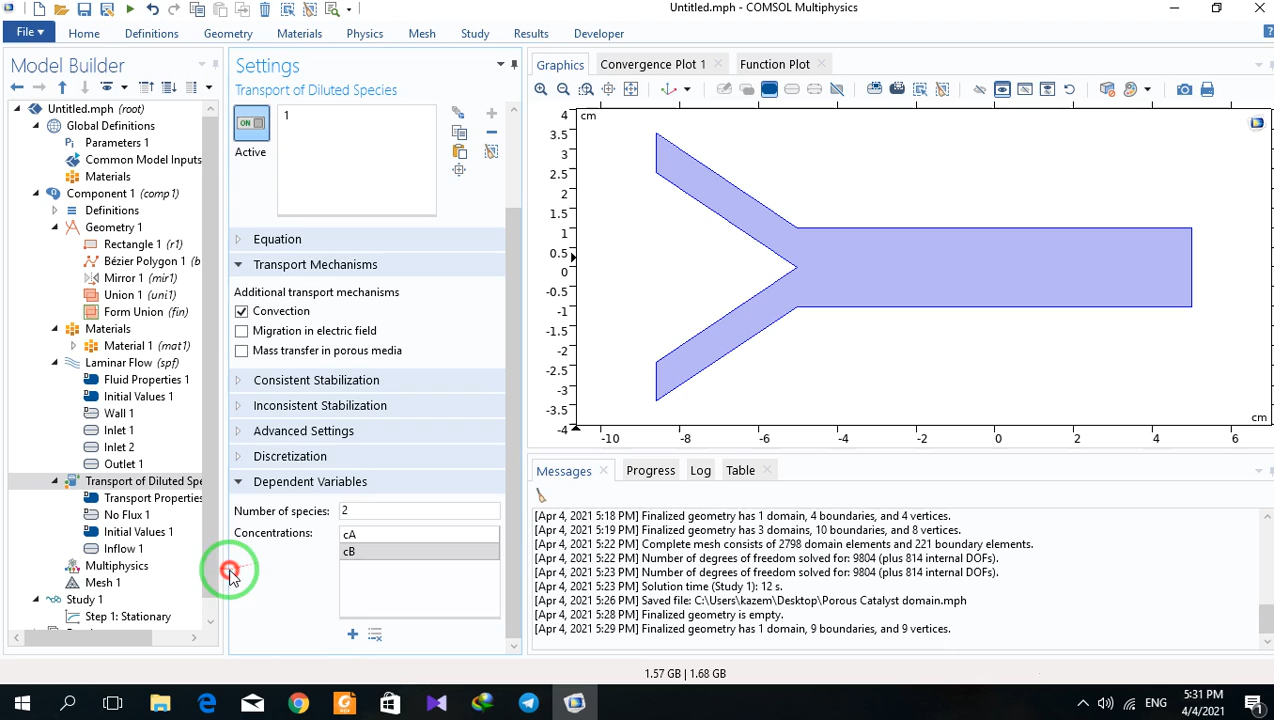 Untitled.mph - COMSOL Multiphysics
File
Home
Definitions
Geometry
Materials
Physics
Mesh
Study
Results
Developer
Model Builder
Untitled.mph (root)
Global Definitions
Pi Parameters 1
Common Model Inputs
Materials
Component 1 (comp1)
Definitions
Geometry 1
Rectangle 1 (r1)
Bézier Polygon 1 (b
Mirror 1 (mir1)
Union 1 (uni1)
Form Union (fin)
Materials
Material 1 (mat1)
Laminar Flow (spf)
Fluid Properties 1
Initial Values 1
Wall 1
Inlet 1
Inlet 2
Outlet 1
Transport of Diluted Spe
Transport Properties
No Flux 1
Initial Values 1
Inflow 1
Multiphysics
Mesh 1
Study 1
Step 1: Stationary
Settings
Transport of Diluted Species
ON
Active
1
Equation
Transport Mechanisms
Additional transport mechanisms
Convection
Migration in electric field
Mass transfer in porous media
Consistent Stabilization
Inconsistent Stabilization
Advanced Settings
Discretization
Dependent Variables
Number of species: 2
Concentrations:
cA
cB
Graphics
Convergence Plot 1
Function Plot
cm
4
3.5
3
2.5
2
1.5
1
0.5
0
-0.5
-1
-1.5
-2
-2.5
-3
-3.5
-4
-10
-8
-6
-4
-2
0
2
4
6
cm
Messages
Progress
Log
Table
[Apr 4, 2021 5:18 PM] Finalized geometry has 1 domain, 4 boundaries, and 4 vertices.
[Apr 4, 2021 5:19 PM] Finalized geometry has 3 domains, 10 boundaries, and 8 vertices.
[Apr 4, 2021 5:22 PM] Complete mesh consists of 2798 domain elements and 221 boundary elements.
[Apr 4, 2021 5:22 PM] Number of degrees of freedom solved for: 9804 (plus 814 internal DOFs).
[Apr 4, 2021 5:23 PM] Number of degrees of freedom solved for: 9804 (plus 814 internal DOFs).
[Apr 4, 2021 5:23 PM] Solution time (Study 1): 12 s.
[Apr 4, 2021 5:26 PM] Saved file: C:\Users\kazem\Desktop\Porous Catalyst domain.mph
[Apr 4, 2021 5:28 PM] Finalized geometry is empty.
[Apr 4, 2021 5:29 PM] Finalized geometry has 1 domain, 9 boundaries, and 9 vertices.
1.57 GB | 1.68 GB
ENG
5:31 PM
4/4/2021